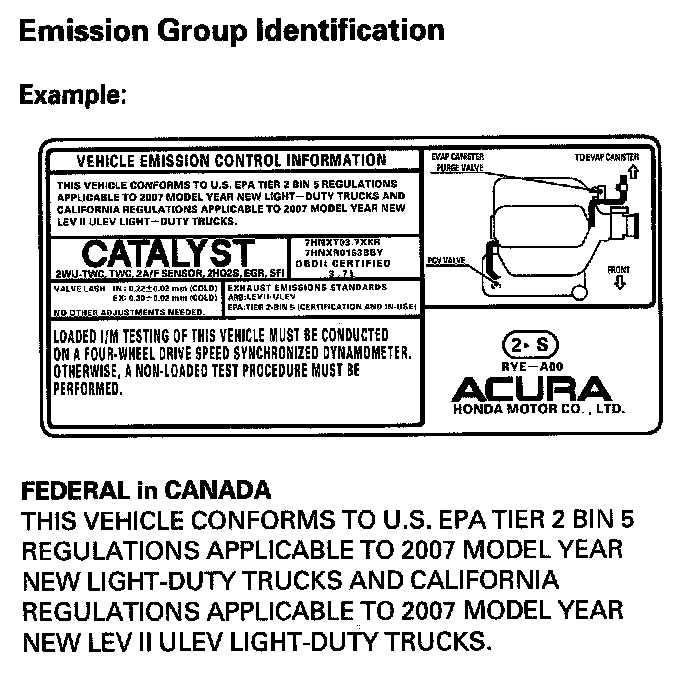 Emission Group Identification
Example:
VEHICLE EMISSION CONTROL INFORMATION
THIS VEHICLE CONFORMS TO U.S. EPA TIER 2 BIN 5 REGULATIONS
APPLICABLE TO 2007 MODEL YEAR NEW LIGHT-DUTY TRUCKS AND
CALIFORNIA REGULATIONS APPLICABLE TO 2007 MODEL YEAR NEW
LEV II ULEV LIGHT-DUTY TRUCKS.
CATALYST
2WU-TWC, TWC, 2A/F SENSOR, 2HO2S, EGR, SFI
7HNXT03.7XKR
7HNXR0163BBY
OBDII CERTIFIED
3.7L
VALVE LASH IN: 0.22±0.02 mm (COLD)
EX: 0.30±0.02 mm (COLD)
NO OTHER ADJUSTMENTS NEEDED.
EXHAUST EMISSIONS STANDARDS
ARB:LEVII-ULEV
EPA:TIER 2-BIN 5 (CERTIFICATION AND IN-USE)
LOADED I/M TESTING OF THIS VEHICLE MUST BE CONDUCTED
ON A FOUR-WHEEL DRIVE SPEED SYNCHRONIZED DYNAMOMETER.
OTHERWISE, A NON-LOADED TEST PROCEDURE MUST BE
PERFORMED.
EVAP CANISTER
PURGE VALVE
TO EVAP CANISTER
PCV VALVE
FRONT
2• S
RYE-A00
ACURA
HONDA MOTOR CO., LTD.
FEDERAL in CANADA
THIS VEHICLE CONFORMS TO U.S. EPA TIER 2 BIN 5
REGULATIONS APPLICABLE TO 2007 MODEL YEAR
NEW LIGHT-DUTY TRUCKS AND CALIFORNIA
REGULATIONS APPLICABLE TO 2007 MODEL YEAR
NEW LEV II ULEV LIGHT-DUTY TRUCKS.